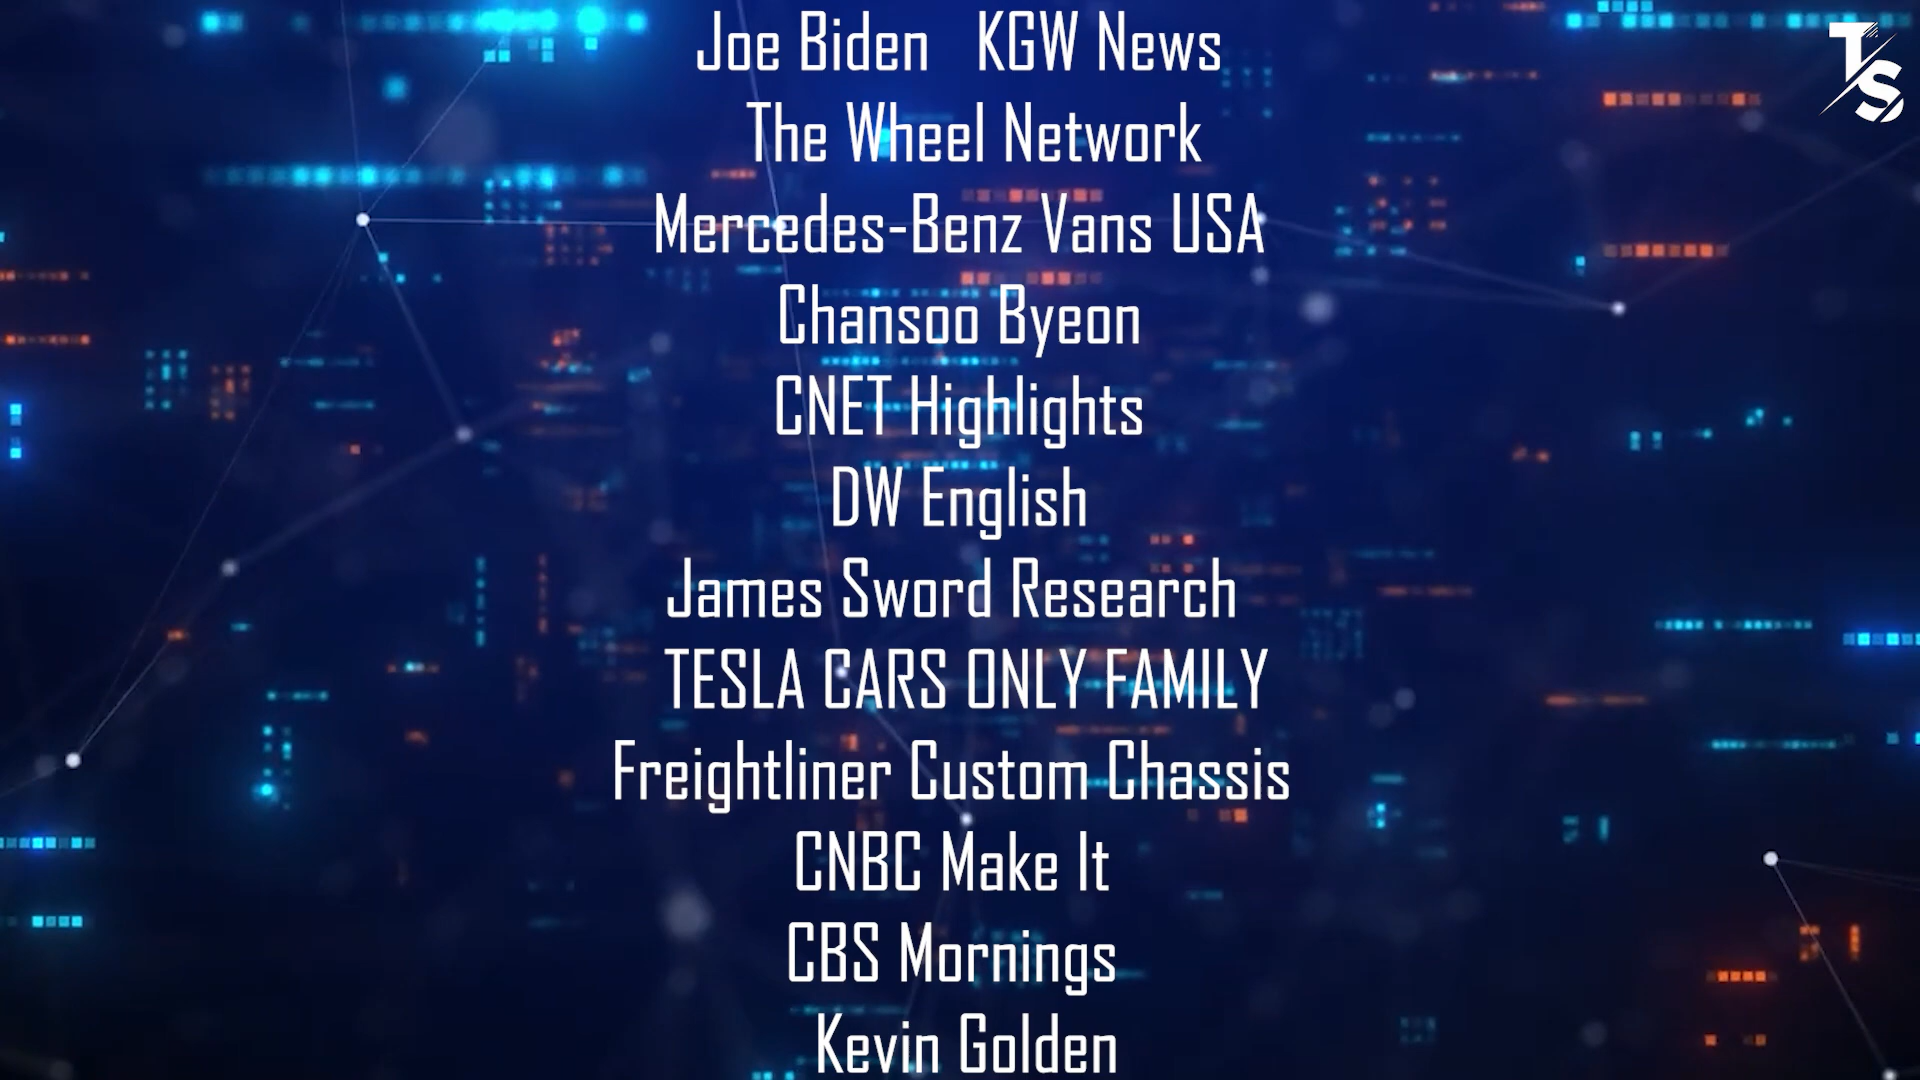 Joe Biden KGW News
TS
The Wheel Network
Mercedes-Benz Vans USA
Chansoo Byeon
CNET Highlights
DW English
James Sword Research
TESLA CARS ONLY FAMILY
Freightliner Custom Chassis
CNBC Make It
CBS Mornings
Kevin Golden